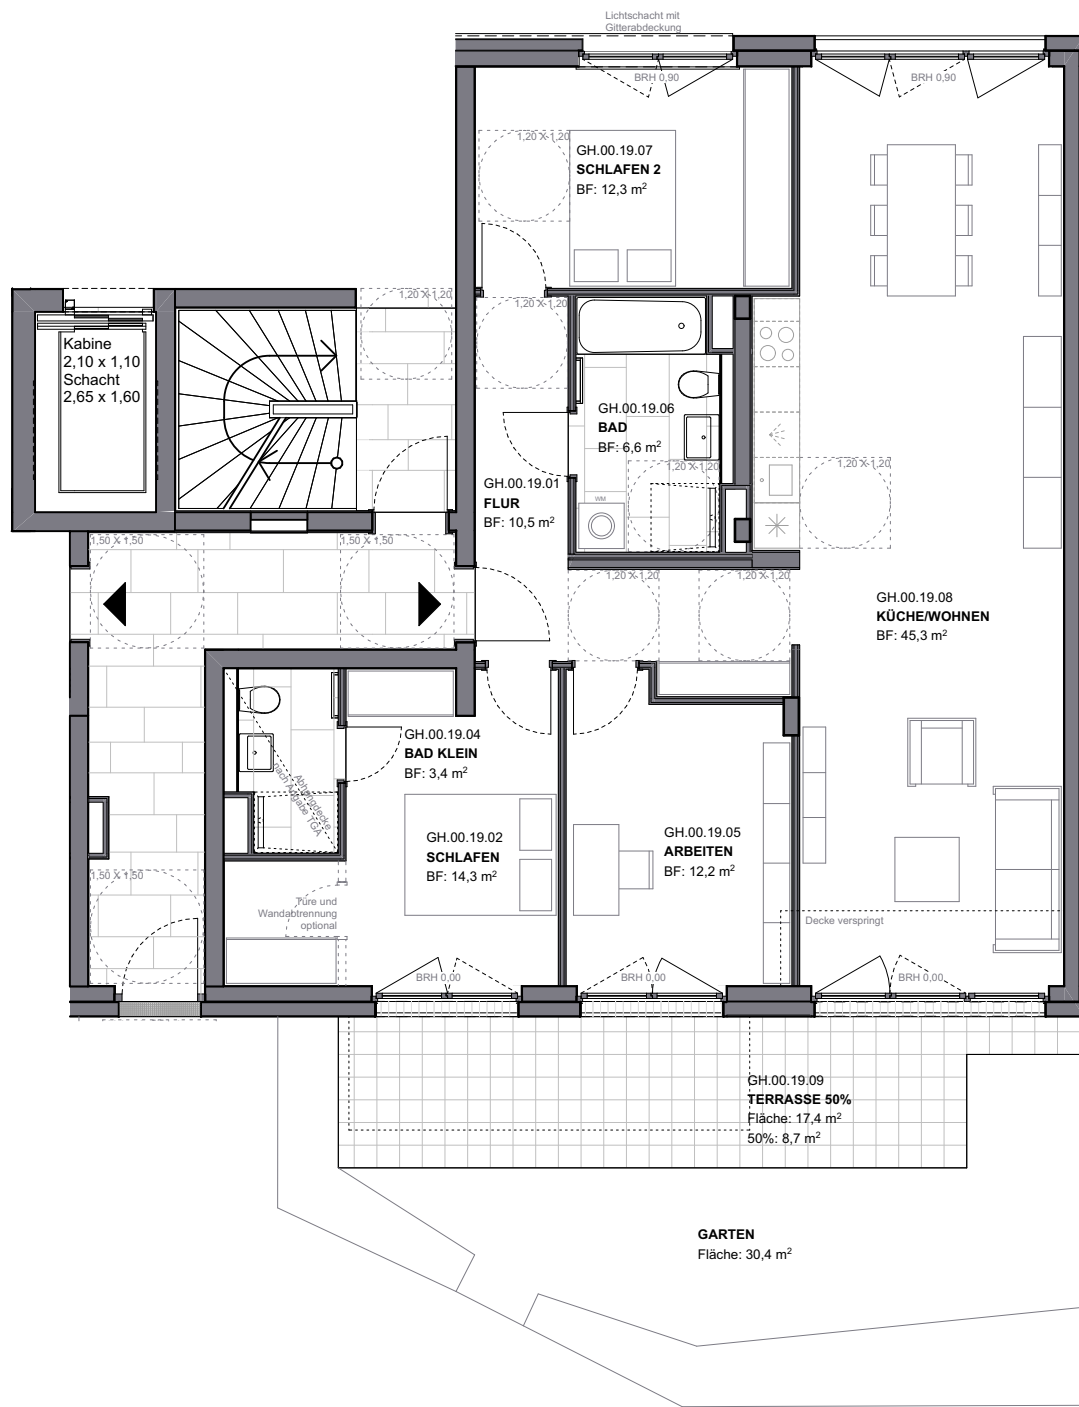 Lichtschacht mit
Gitterabdeckung
BRH 0,90
BRH 0,90
1,20 X 1,20
GH.00.19.07
SCHLAFEN 2
BF: 12,3 m²
1,20 X 1,20
1,20 X 1,20
Kabine
2,10 x 1,10
Schacht
2,65 x 1,60
GH.00.19.06
BAD
BF: 6,6 m²
1,20 X 1,20
1,20 X 1,20
GH.00.19.01
FLUR
BF: 10,5 m²
WM
1,50 X 1,50
1,50 X 1,50
1,20 X 1,20
1,20 X 1,20
GH.00.19.08
KÜCHE/WOHNEN
BF: 45,3 m²
GH.00.19.04
BAD KLEIN
BF: 3,4 m²
Abhangdecke
nach Angabe TGA
GH.00.19.02
SCHLAFEN
BF: 14,3 m²
GH.00.19.05
ARBEITEN
BF: 12,2 m²
1,50 X 1,50
Türe und
Wandabtrennung
optional
Decke verspringt
BRH 0,00
BRH 0,00
BRH 0,00
GH.00.19.09
TERRASSE 50%
Fläche: 17,4 m²
50%: 8,7 m²
GARTEN
Fläche: 30,4 m²